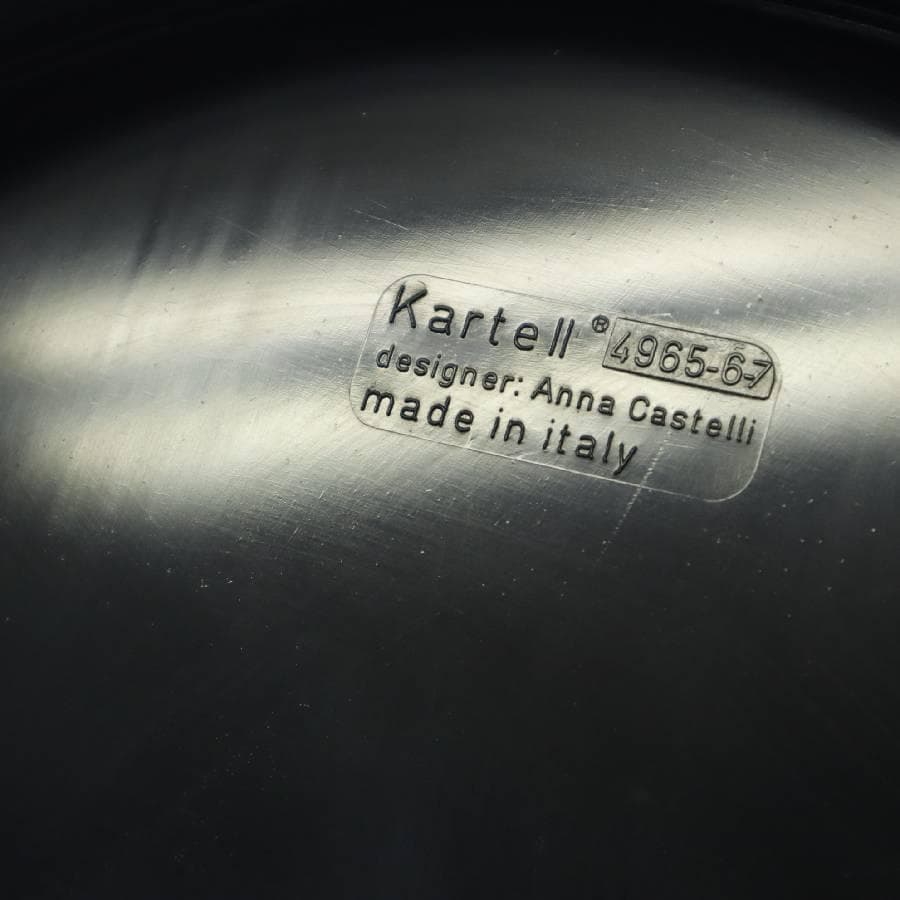 Kartell® 4965-6-7
designer: Anna Castelli
made in italy